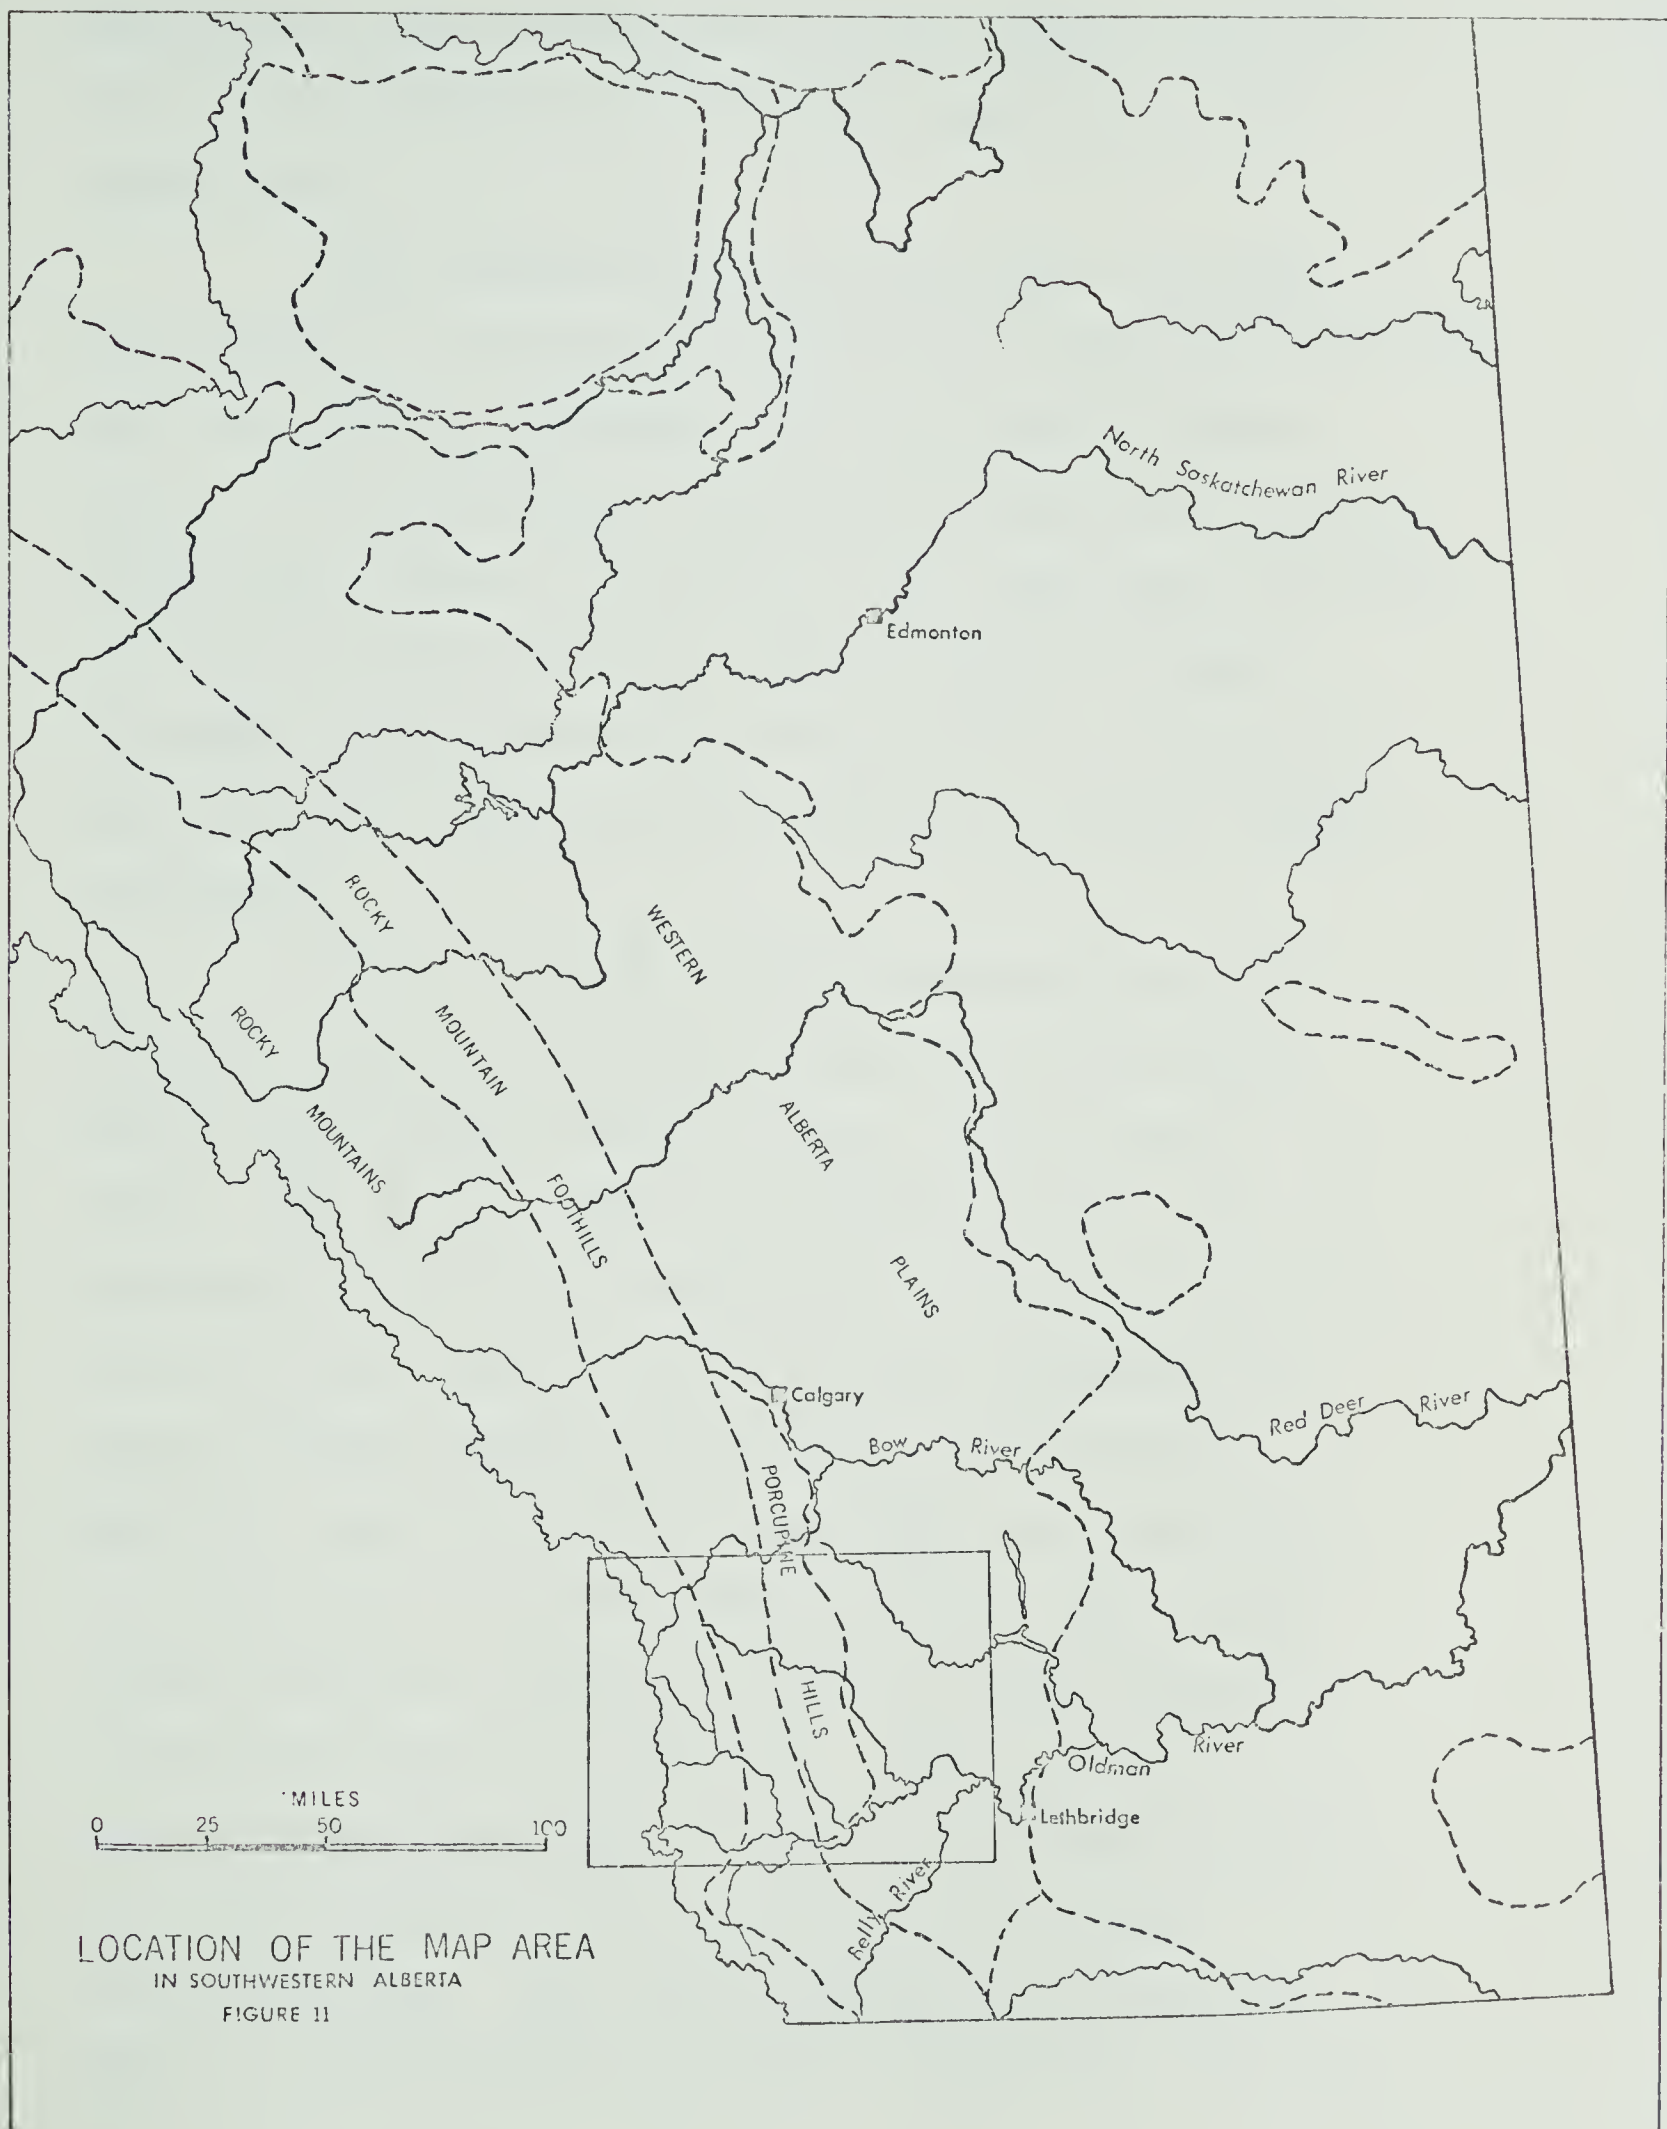 North Saskatchewan River
Edmonton
ROCKY
WESTERN
ROCKY
MOUNTAIN
MOUNTAINS
ALBERTA
FOOTHILLS
PLAINS
Calgary
Red Deer River
Bow River
PORCUPINE
HILLS
River
Oldman
MILES
0 25 50 100
Lethbridge
Belly River
LOCATION OF THE MAP AREA
IN SOUTHWESTERN ALBERTA
FIGURE 11